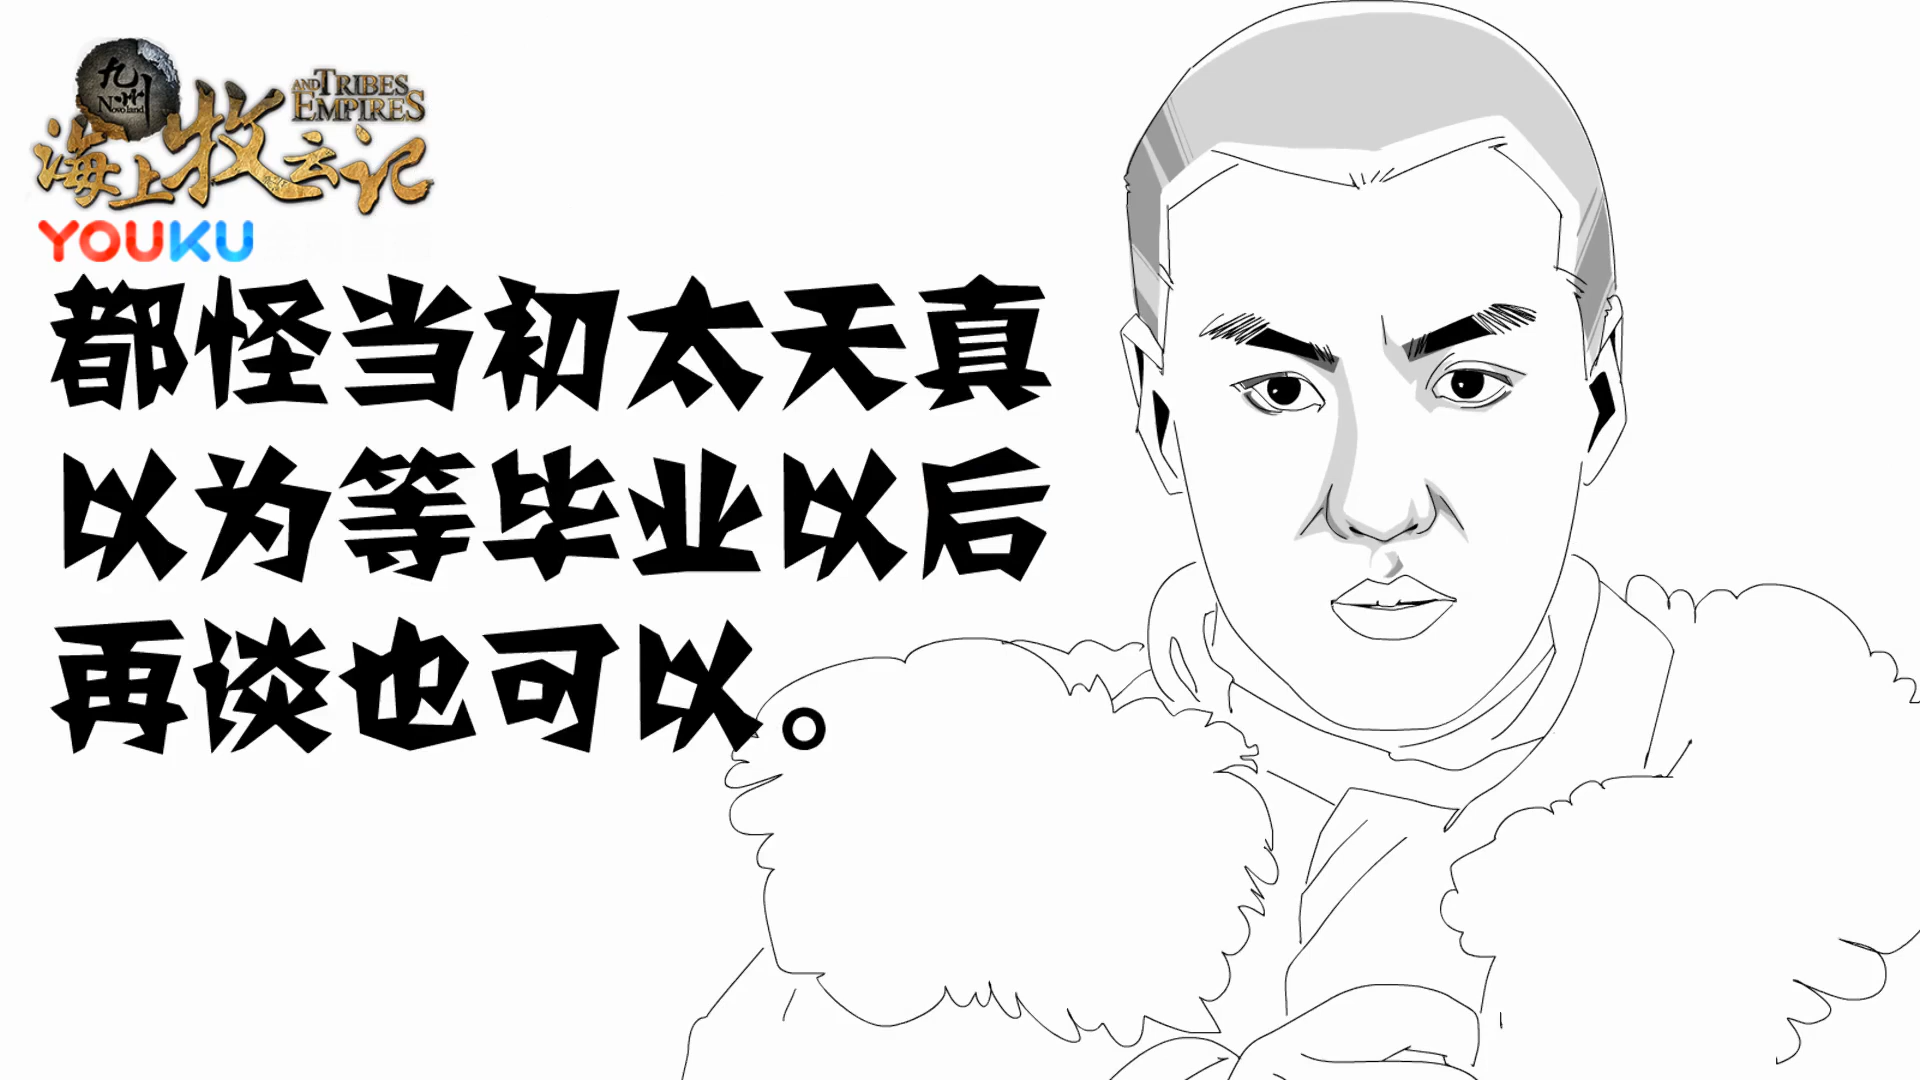 九州
Novoland
AND TRIBES
EMPIRES
海上牧云记
YOUKU
都怪当初太天真
以为等毕业以后
再谈也可以。